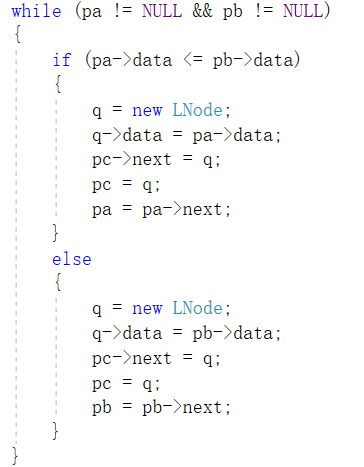 while (pa != NULL && pb != NULL)
{
    if (pa->data <= pb->data)
    {
        q = new LNode;
        q->data = pa->data;
        pc->next = q;
        pc = q;
        pa = pa->next;
    }
    else
    {
        q = new LNode;
        q->data = pb->data;
        pc->next = q;
        pc = q;
        pb = pb->next;
    }
}